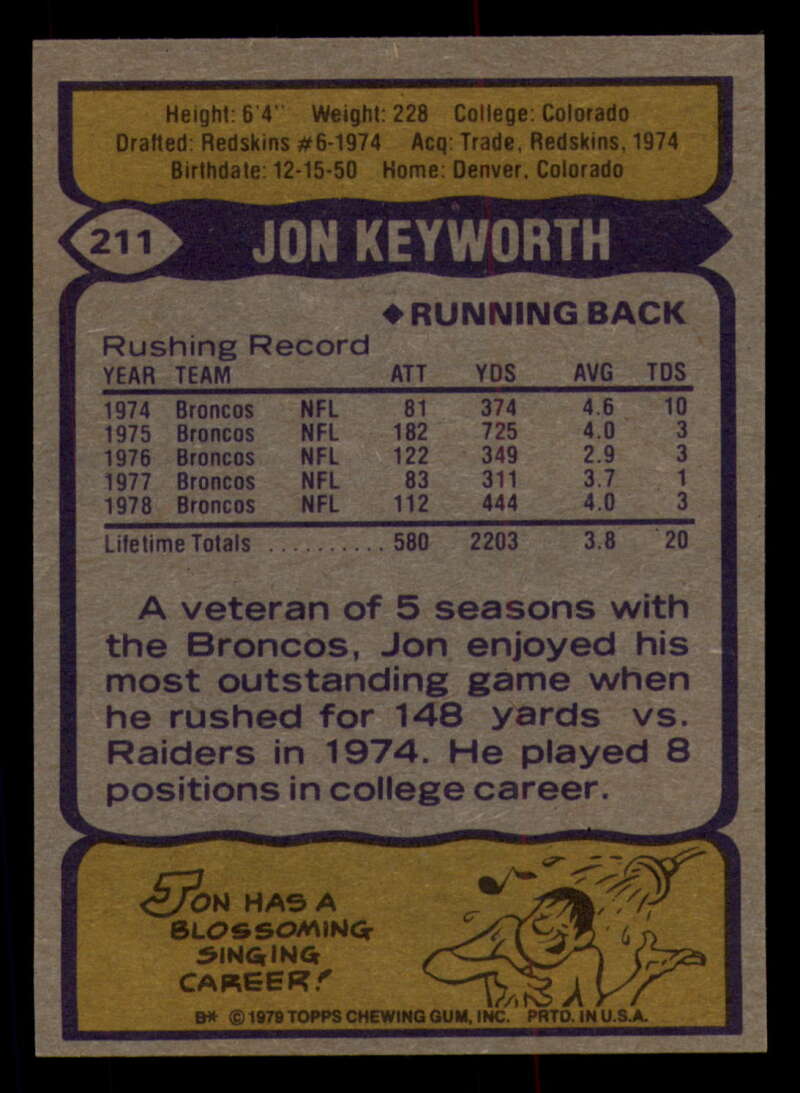 Height: 6'4" Weight: 228 College: Colorado
Drafted: Redskins #6-1974 Acq: Trade, Redskins, 1974
Birthdate: 12-15-50 Home: Denver, Colorado
211 JON KEYWORTH
◆ RUNNING BACK
Rushing Record
YEAR TEAM ATT YDS AVG TDS
1974 Broncos NFL 81 374 4.6 10
1975 Broncos NFL 182 725 4.0 3
1976 Broncos NFL 122 349 2.9 3
1977 Broncos NFL 83 311 3.7 1
1978 Broncos NFL 112 444 4.0 3
Lifetime Totals .......... 580 2203 3.8 20
A veteran of 5 seasons with
the Broncos, Jon enjoyed his
most outstanding game when
he rushed for 148 yards vs.
Raiders in 1974. He played 8
positions in college career.
JON HAS A
BLOSSOMING
SINGING
CAREER!
B* © 1979 TOPPS CHEWING GUM, INC. PRTD. IN U.S.A.